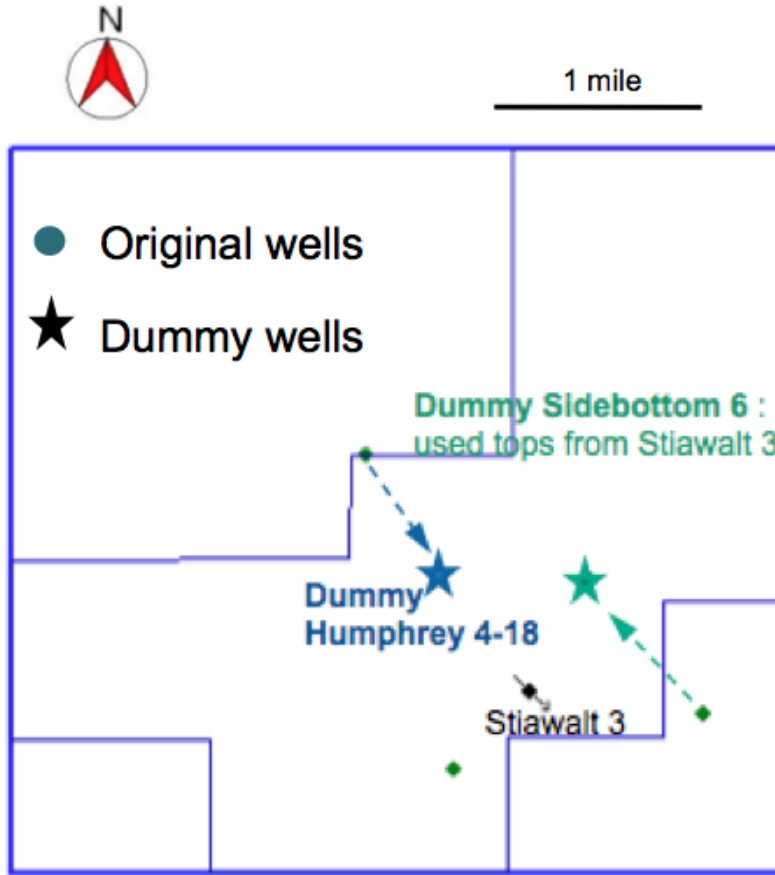 N
1 mile
Original wells
Dummy wells
Dummy Sidebottom 6 :
used tops from Stiawalt 3
Dummy
Humphrey 4-18
Stiawalt 3